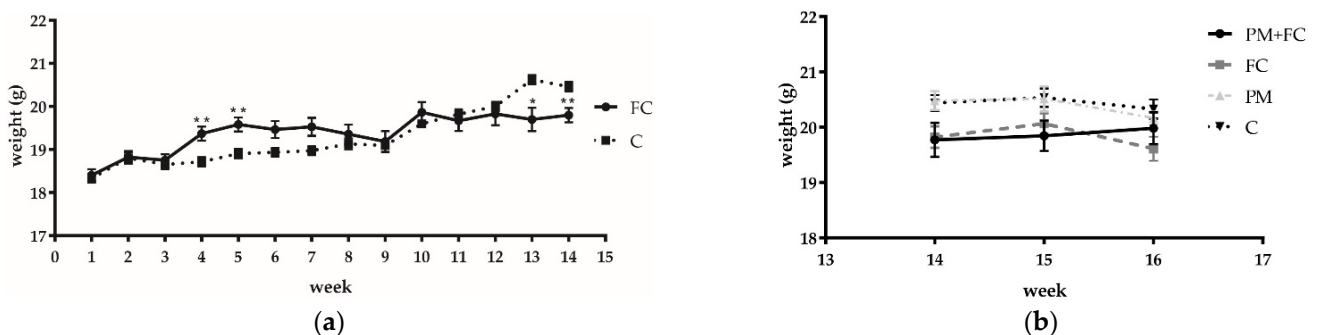 22
21
20
19
18
17
weight (g)
** ** * **
FC
C
0 1 2 3 4 5 6 7 8 9 10 11 12 13 14 15
week
(a)
22
21
20
19
18
weight (g)
PM+FC
FC
PM
C
13 14 15 16 17
week
(b)